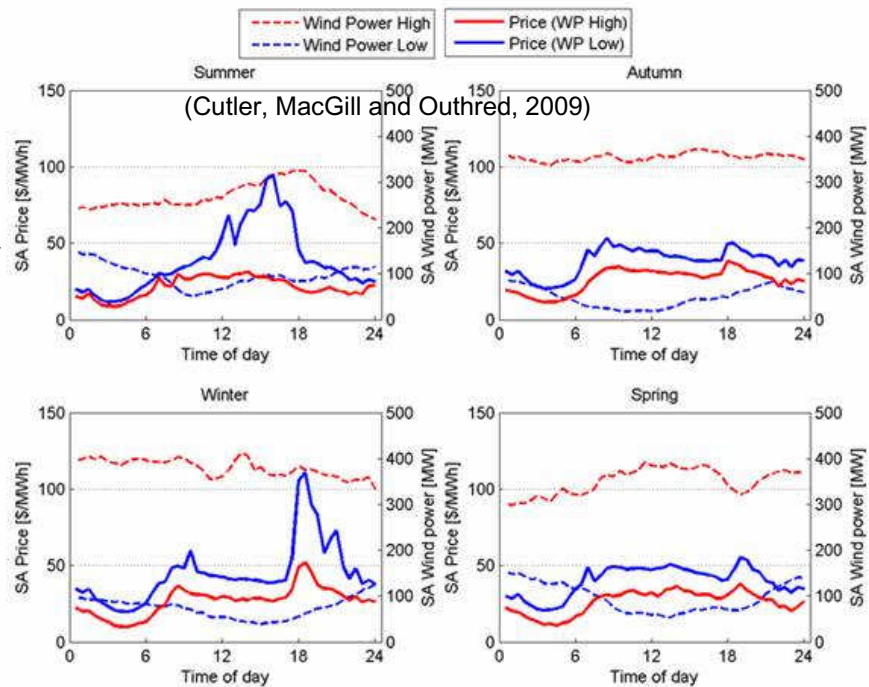 Wind Power High
Wind Power Low
Price (WP High)
Price (WP Low)
Summer
Autumn
(Cutler, MacGill and Outhred, 2009)
150
100
50
0
SA Price [$/MWh]
500
400
300
200
100
0
SA Wind power [MW]
0 6 12 18 24
Time of day
150
100
50
0
SA Price [$/MWh]
500
400
300
200
100
0
SA Wind power [MW]
0 6 12 18 24
Time of day
Winter
Spring
150
100
50
0
SA Price [$/MWh]
500
400
300
200
100
0
SA Wind power [MW]
0 6 12 18 24
Time of day
150
100
50
0
SA Price [$/MWh]
500
400
300
200
100
0
SA Wind power [MW]
0 6 12 18 24
Time of day